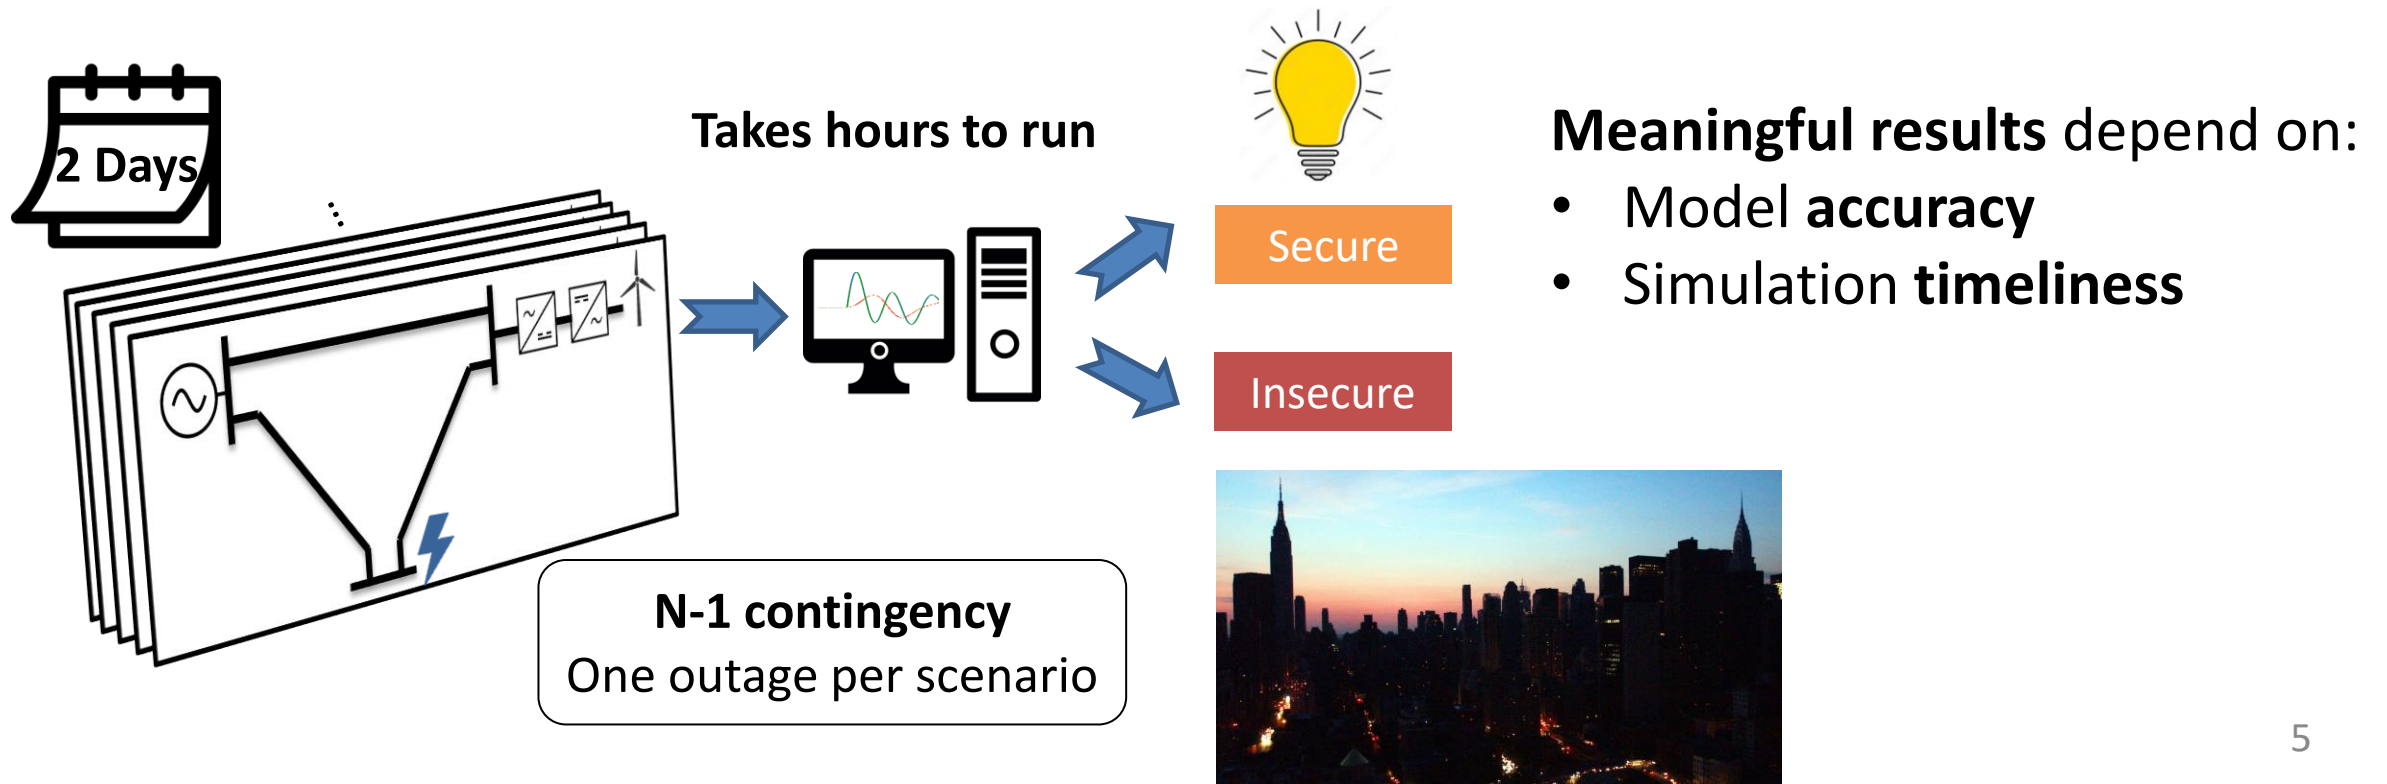 2 Days
Takes hours to run
Secure
Insecure
N-1 contingency
One outage per scenario
Meaningful results depend on:
• Model accuracy
• Simulation timeliness
5